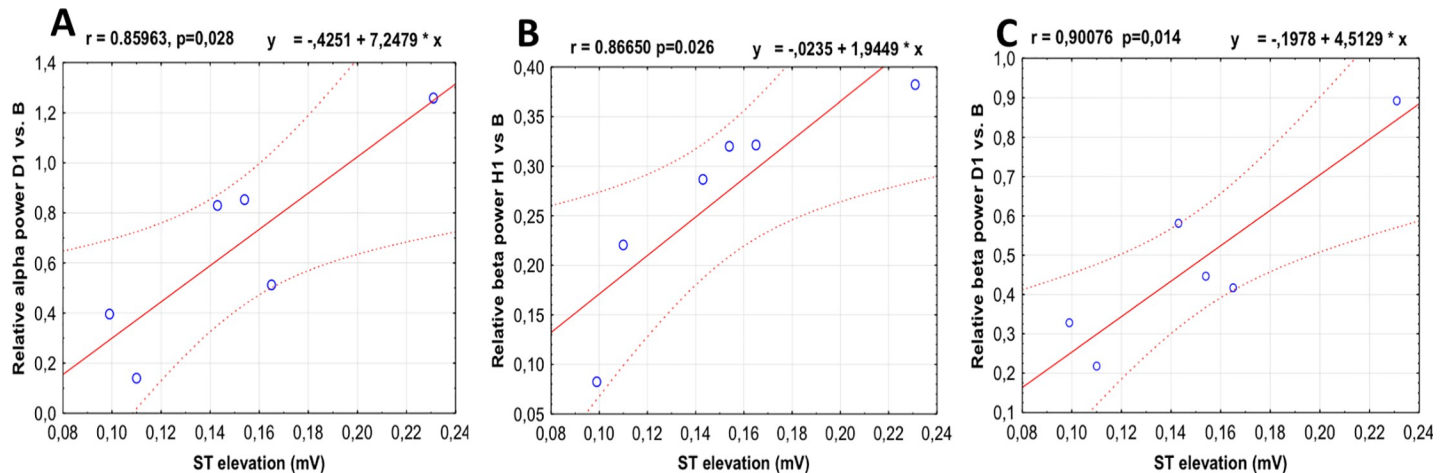 A
r = 0.85963, p=0,028 y = -,4251 + 7,2479 * x
Relative alpha power D1 vs. B
1,4
1,2
1,0
0,8
0,6
0,4
0,2
0,0
0,08 0,10 0,12 0,14 0,16 0,18 0,20 0,22 0,24
ST elevation (mV)
B
r = 0.86650 p=0.026 y = -,0235 + 1,9449 * x
Relative beta power H1 vs B
0,40
0,35
0,30
0,25
0,20
0,15
0,10
0,05
0,08 0,10 0,12 0,14 0,16 0,18 0,20 0,22 0,24
ST elevation (mV)
C
r = 0,90076 p=0,014 y = -,1978 + 4,5129 * x
Relative beta power D1 vs. B
1,0
0,9
0,8
0,7
0,6
0,5
0,4
0,3
0,2
0,1
0,08 0,10 0,12 0,14 0,16 0,18 0,20 0,22 0,24
ST elevation (mV)